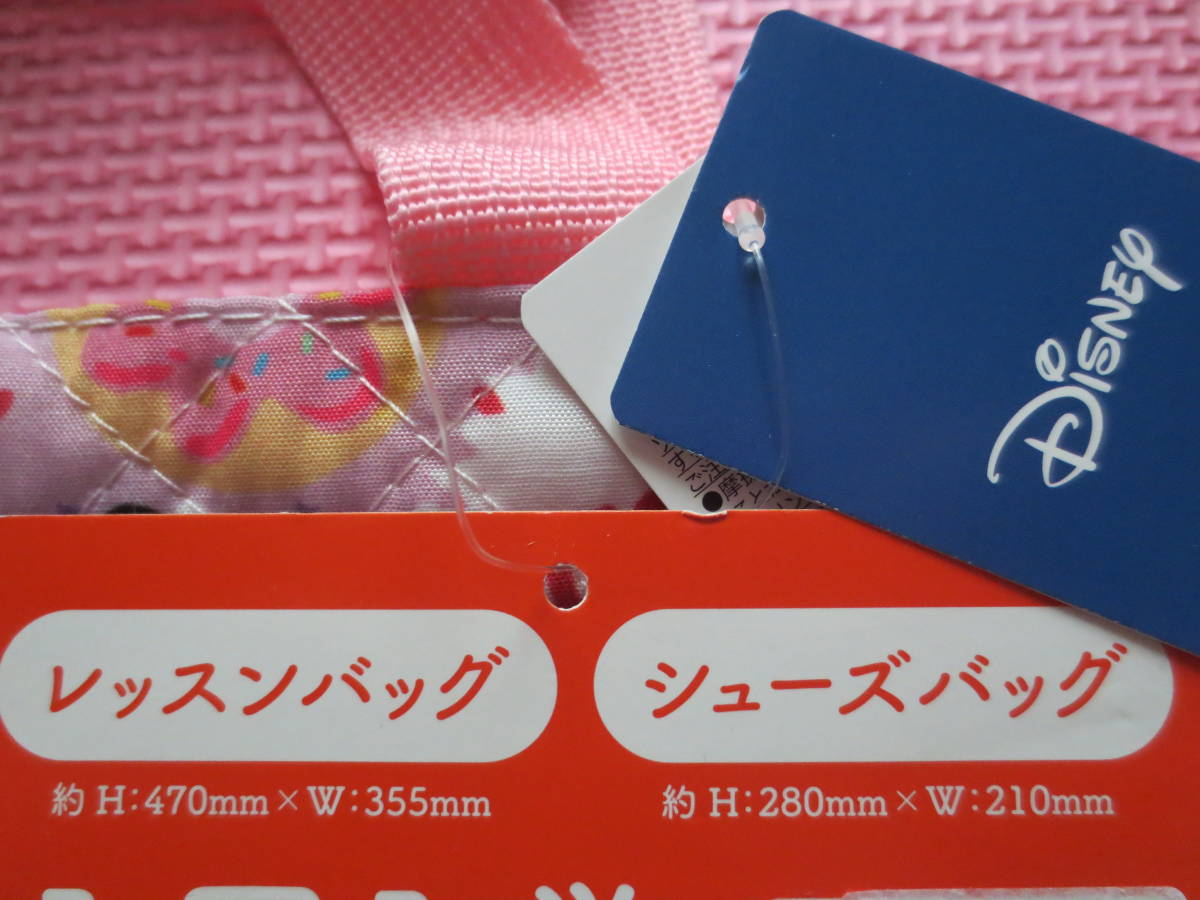 Disney
レッスンバッグ
シューズバッグ
約 H:470mm×W:355mm
約 H:280mm×W:210mm